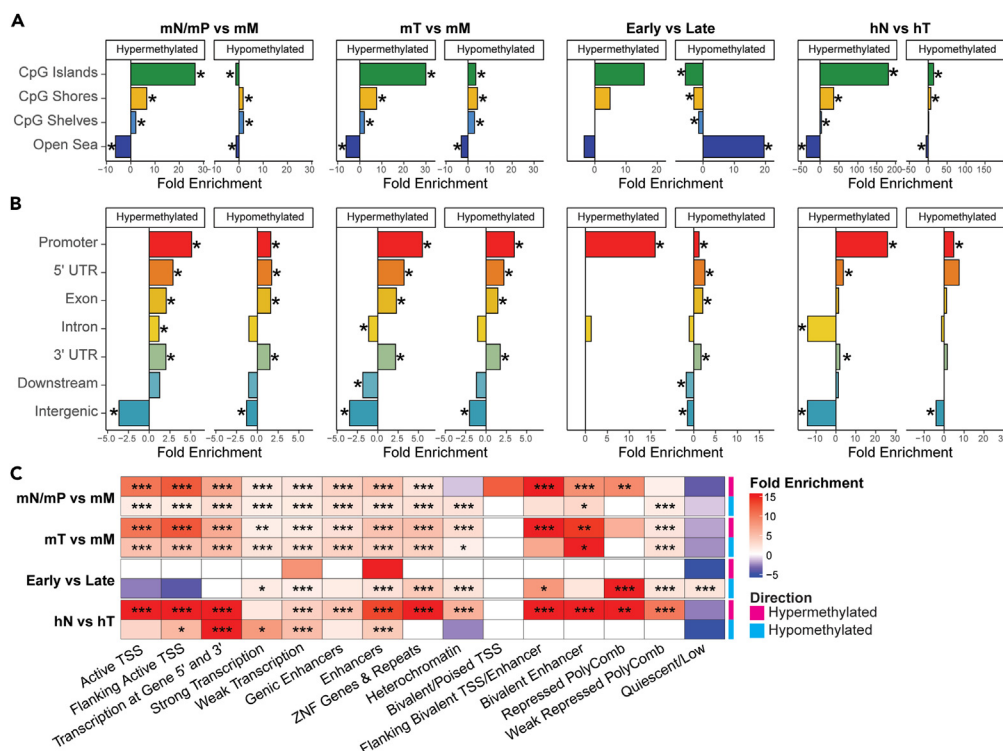 A
mN/mP vs mM
mT vs mM
Early vs Late
hN vs hT
Hypermethylated Hypomethylated Hypermethylated Hypomethylated Hypermethylated Hypomethylated Hypermethylated Hypomethylated
CpG Islands * * * * * * *
CpG Shores * * * * * * *
CpG Shelves * * * * * *
Open Sea * * * * * * *
−10 0 10 20 30 −10 0 10 20 30 −10 0 10 20 30 −10 0 10 20 30 0 10 20 0 10 20 −50 0 50 100 150 200 0 50 100 150
Fold Enrichment Fold Enrichment Fold Enrichment Fold Enrichment
B
Hypermethylated Hypomethylated Hypermethylated Hypomethylated Hypermethylated Hypomethylated Hypermethylated Hypomethylated
Promoter * * * * * * * *
5' UTR * * * * * *
Exon * * * * *
Intron * * *
3' UTR * * * * * *
Downstream * *
Intergenic * * * * * * *
−5.0 −2.5 0.0 2.5 5.0 −5.0 −2.5 0.0 2.5 5.0 −5.0 −2.5 0.0 2.5 5.0 −5.0 −2.5 0.0 2.5 5.0 0 5 10 15 0 5 10 15 −10 0 10 20 30 −10 0 10 20 30
Fold Enrichment Fold Enrichment Fold Enrichment Fold Enrichment
C
mN/mP vs mM
*** *** *** *** *** *** *** *** *** *** **
*** *** *** *** *** *** *** *** *** * ***
mT vs mM
*** *** *** ** *** *** *** *** *** *** ** ***
*** *** *** *** *** *** *** *** * * ***
Early vs Late
* *** *** *** *** * *** *** ***
hN vs hT
*** *** *** *** *** *** *** *** *** *** ** ***
* *** * *** ***
Active TSS
Flanking Active TSS
Transcription at Gene 5' and 3'
Strong Transcription
Weak Transcription
Genic Enhancers
Enhancers
ZNF Genes & Repeats
Heterochromatin
Bivalent/Poised TSS
Flanking Bivalent TSS/Enhancer
Bivalent Enhancer
Repressed PolyComb
Weak Repressed PolyComb
Quiescent/Low
Fold Enrichment
15
10
5
0
−5
Direction
Hypermethylated
Hypomethylated